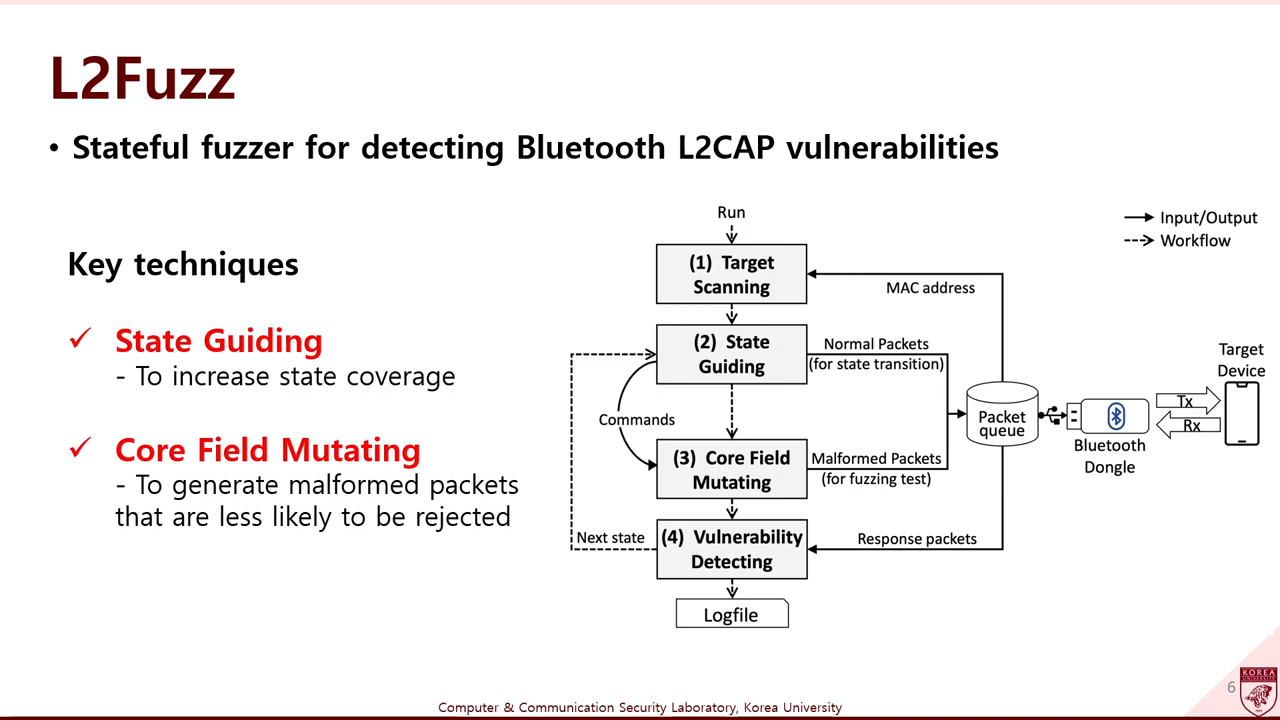 L2Fuzz
• Stateful fuzzer for detecting Bluetooth L2CAP vulnerabilities
Key techniques
✓ State Guiding
- To increase state coverage
✓ Core Field Mutating
- To generate malformed packets
that are less likely to be rejected
Run
(1) Target
Scanning
(2) State
Guiding
Commands
(3) Core Field
Mutating
Next state
(4) Vulnerability
Detecting
Logfile
MAC address
Normal Packets
(for state transition)
Malformed Packets
(for fuzzing test)
Response packets
Packet
queue
Bluetooth
Dongle
Tx
Rx
Target
Device
Input/Output
Workflow
Computer & Communication Security Laboratory, Korea University
6
KOREA
UNIVERSITY